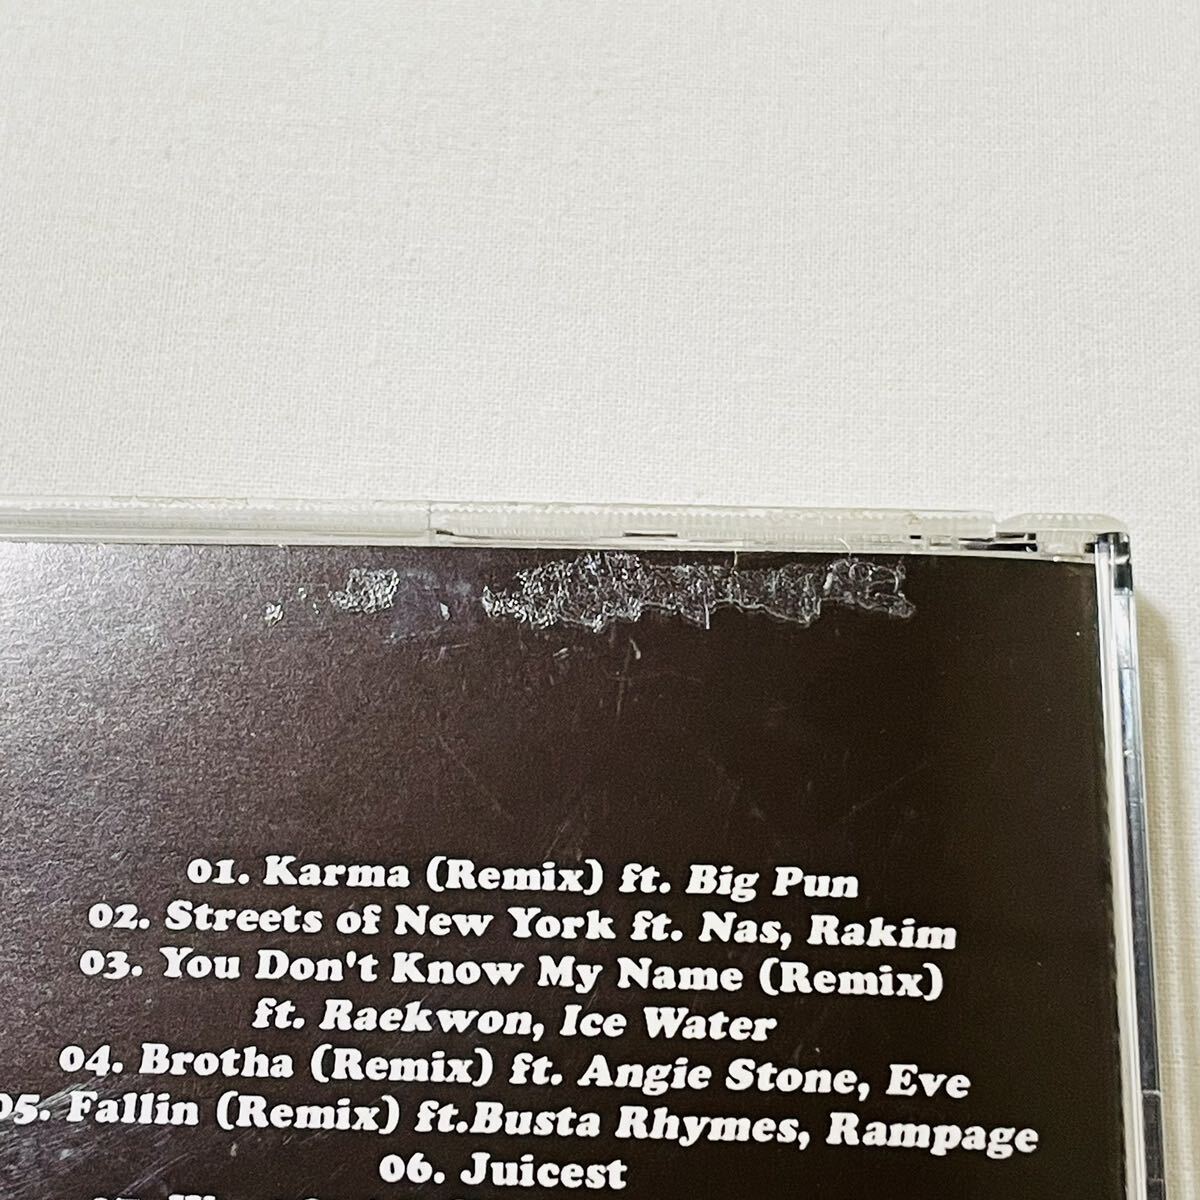 01. Karma (Remix) ft. Big Pun
02. Streets of New York ft. Nas, Rakim
03. You Don't Know My Name (Remix)
ft. Raekwon, Ice Water
04. Brotha (Remix) ft. Angie Stone, Eve
05. Fallin (Remix) ft.Busta Rhymes, Rampage
06. Juicest